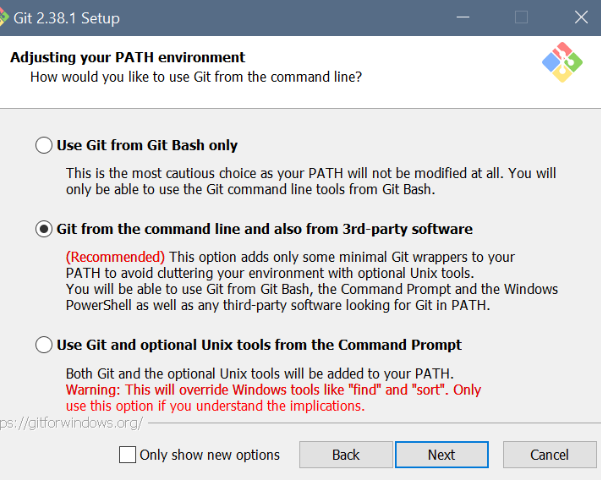 Git 2.38.1 Setup
Adjusting your PATH environment
How would you like to use Git from the command line?
Use Git from Git Bash only
This is the most cautious choice as your PATH will not be modified at all. You will
only be able to use the Git command line tools from Git Bash.
Git from the command line and also from 3rd-party software
(Recommended) This option adds only some minimal Git wrappers to your
PATH to avoid cluttering your environment with optional Unix tools.
You will be able to use Git from Git Bash, the Command Prompt and the Windows
PowerShell as well as any third-party software looking for Git in PATH.
Use Git and optional Unix tools from the Command Prompt
Both Git and the optional Unix tools will be added to your PATH.
Warning: This will override Windows tools like "find" and "sort". Only
use this option if you understand the implications.
ps://gitforwindows.org/
Only show new options
Back
Next
Cancel